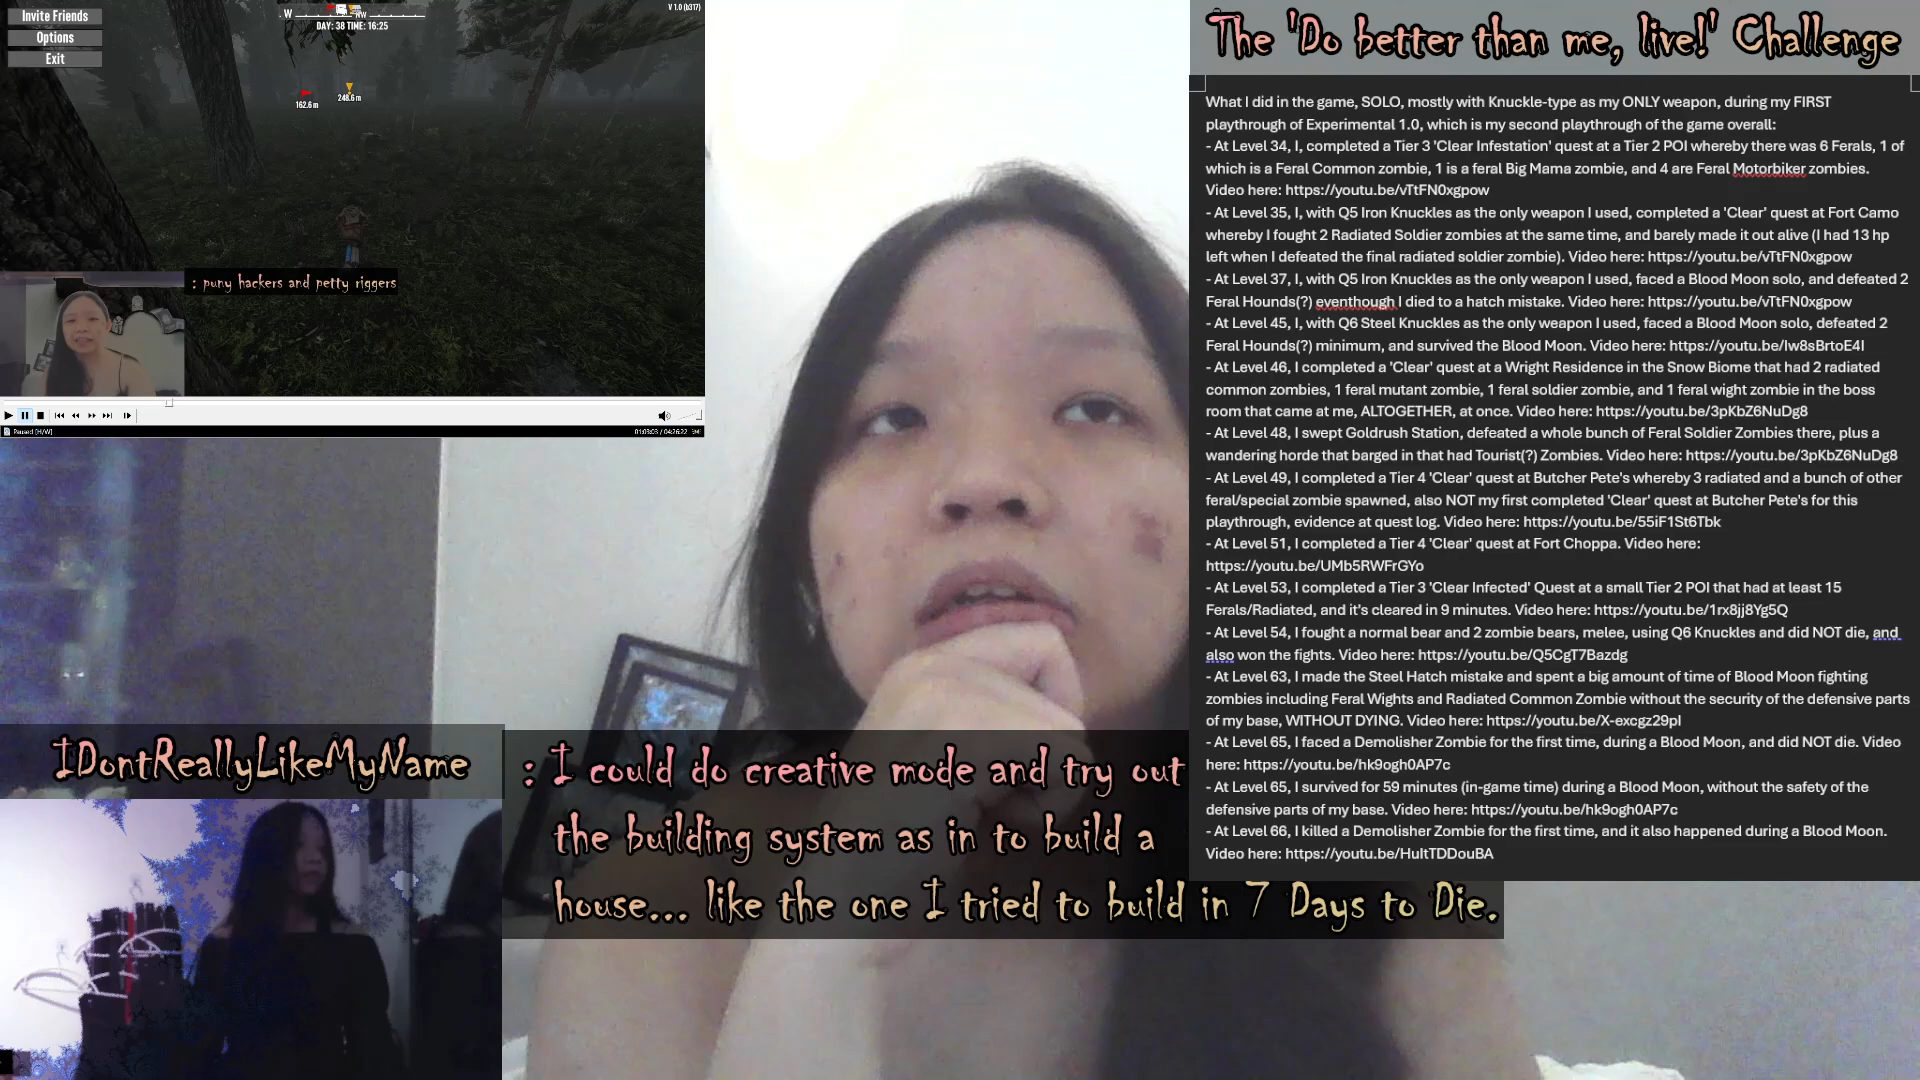 Invite Friends
Options
Exit
W
NW
DAY: 38 TIME: 16:25
V 1.0 (b317)
162.6 m
248.6 m
: puny hackers and petty riggers
Paused [H/W]
01:03:03 / 04:26:22
The 'Do better than me, live!' Challenge
What I did in the game, SOLO, mostly with Knuckle-type as my ONLY weapon, during my FIRST
playthrough of Experimental 1.0, which is my second playthrough of the game overall:
- At Level 34, I, completed a Tier 3 'Clear Infestation' quest at a Tier 2 POI whereby there was 6 Ferals, 1 of
which is a Feral Common zombie, 1 is a feral Big Mama zombie, and 4 are Feral Motorbiker zombies.
Video here: https://youtu.be/vTtFN0xgpow
- At Level 35, I, with Q5 Iron Knuckles as the only weapon I used, completed a 'Clear' quest at Fort Camo
whereby I fought 2 Radiated Soldier zombies at the same time, and barely made it out alive (I had 13 hp
left when I defeated the final radiated soldier zombie). Video here: https://youtu.be/vTtFN0xgpow
- At Level 37, I, with Q5 Iron Knuckles as the only weapon I used, faced a Blood Moon solo, and defeated 2
Feral Hounds(?) eventhough I died to a hatch mistake. Video here: https://youtu.be/vTtFN0xgpow
- At Level 45, I, with Q6 Steel Knuckles as the only weapon I used, faced a Blood Moon solo, defeated 2
Feral Hounds(?) minimum, and survived the Blood Moon. Video here: https://youtu.be/Iw8sBrtoE4I
- At Level 46, I completed a 'Clear' quest at a Wright Residence in the Snow Biome that had 2 radiated
common zombies, 1 feral mutant zombie, 1 feral soldier zombie, and 1 feral wight zombie in the boss
room that came at me, ALTOGETHER, at once. Video here: https://youtu.be/3pKbZ6NuDg8
- At Level 48, I swept Goldrush Station, defeated a whole bunch of Feral Soldier Zombies there, plus a
wandering horde that barged in that had Tourist(?) Zombies. Video here: https://youtu.be/3pKbZ6NuDg8
- At Level 49, I completed a Tier 4 'Clear' quest at Butcher Pete's whereby 3 radiated and a bunch of other
feral/special zombie spawned, also NOT my first completed 'Clear' quest at Butcher Pete's for this
playthrough, evidence at quest log. Video here: https://youtu.be/55iF1St6Tbk
- At Level 51, I completed a Tier 4 'Clear' quest at Fort Choppa. Video here:
https://youtu.be/UMb5RWFrGYo
- At Level 53, I completed a Tier 3 'Clear Infected' Quest at a small Tier 2 POI that had at least 15
Ferals/Radiated, and it's cleared in 9 minutes. Video here: https://youtu.be/1rx8jj8Yg5Q
- At Level 54, I fought a normal bear and 2 zombie bears, melee, using Q6 Knuckles and did NOT die, and
also won the fights. Video here: https://youtu.be/Q5CgT7Bazdg
- At Level 63, I made the Steel Hatch mistake and spent a big amount of time of Blood Moon fighting
zombies including Feral Wights and Radiated Common Zombie without the security of the defensive parts
of my base, WITHOUT DYING. Video here: https://youtu.be/X-excgz29pI
- At Level 65, I faced a Demolisher Zombie for the first time, during a Blood Moon, and did NOT die. Video
here: https://youtu.be/hk9ogh0AP7c
- At Level 65, I survived for 59 minutes (in-game time) during a Blood Moon, without the safety of the
defensive parts of my base. Video here: https://youtu.be/hk9ogh0AP7c
- At Level 66, I killed a Demolisher Zombie for the first time, and it also happened during a Blood Moon.
Video here: https://youtu.be/HuItTDDouBA
IDontReallyLikeMyName
: I could do creative mode and try out
the building system as in to build a
house... like the one I tried to build in 7 Days to Die.